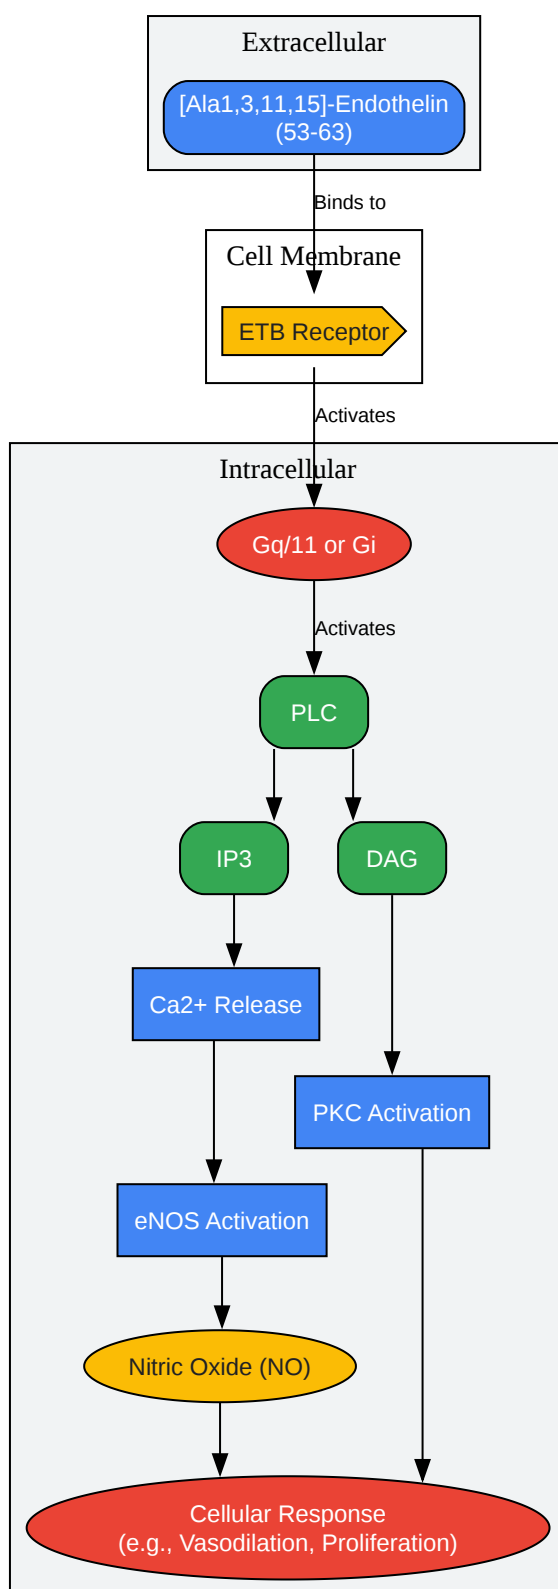 Extracellular
[Ala1,3,11,15]-Endothelin
(53-63)
Binds to
Cell Membrane
ETB Receptor
Activates
Intracellular
Gq/11 or Gi
Activates
PLC
IP3
DAG
Ca2+ Release
PKC Activation
eNOS Activation
Nitric Oxide (NO)
Cellular Response
(e.g., Vasodilation, Proliferation)